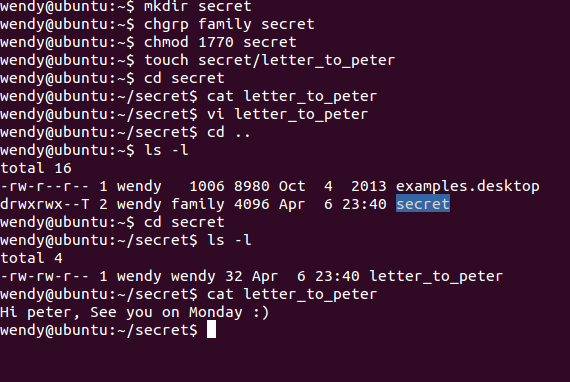 wendy@ubuntu:~$ mkdir secret
wendy@ubuntu:~$ chgrp family secret
wendy@ubuntu:~$ chmod 1770 secret
wendy@ubuntu:~$ touch secret/letter_to_peter
wendy@ubuntu:~$ cd secret
wendy@ubuntu:~/secret$ cat letter_to_peter
wendy@ubuntu:~/secret$ vi letter_to_peter
wendy@ubuntu:~/secret$ cd ..
wendy@ubuntu:~$ ls -l
total 16
-rw-r--r-- 1 wendy   1006 8980 Oct  4  2013 examples.desktop
drwxrwx--T 2 wendy family 4096 Apr  6 23:40 secret
wendy@ubuntu:~$ cd secret
wendy@ubuntu:~/secret$ ls -l
total 4
-rw-rw-r-- 1 wendy wendy 32 Apr  6 23:40 letter_to_peter
wendy@ubuntu:~/secret$ cat letter_to_peter
Hi peter, See you on Monday :)
wendy@ubuntu:~/secret$